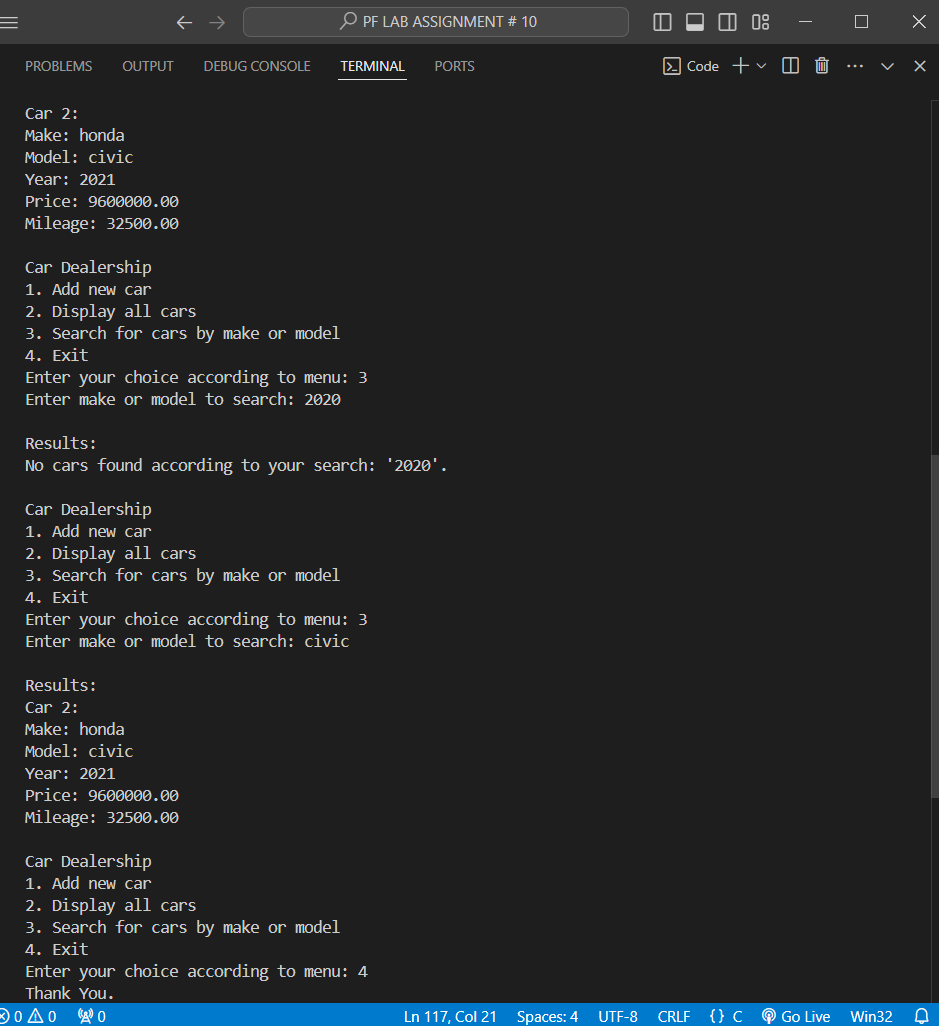 PF LAB ASSIGNMENT # 10
PROBLEMS OUTPUT DEBUG CONSOLE TERMINAL PORTS Code
Car 2:
Make: honda
Model: civic
Year: 2021
Price: 9600000.00
Mileage: 32500.00
Car Dealership
1. Add new car
2. Display all cars
3. Search for cars by make or model
4. Exit
Enter your choice according to menu: 3
Enter make or model to search: 2020
Results:
No cars found according to your search: '2020'.
Car Dealership
1. Add new car
2. Display all cars
3. Search for cars by make or model
4. Exit
Enter your choice according to menu: 3
Enter make or model to search: civic
Results:
Car 2:
Make: honda
Model: civic
Year: 2021
Price: 9600000.00
Mileage: 32500.00
Car Dealership
1. Add new car
2. Display all cars
3. Search for cars by make or model
4. Exit
Enter your choice according to menu: 4
Thank You.
0 0 0 Ln 117, Col 21 Spaces: 4 UTF-8 CRLF {} C Go Live Win32